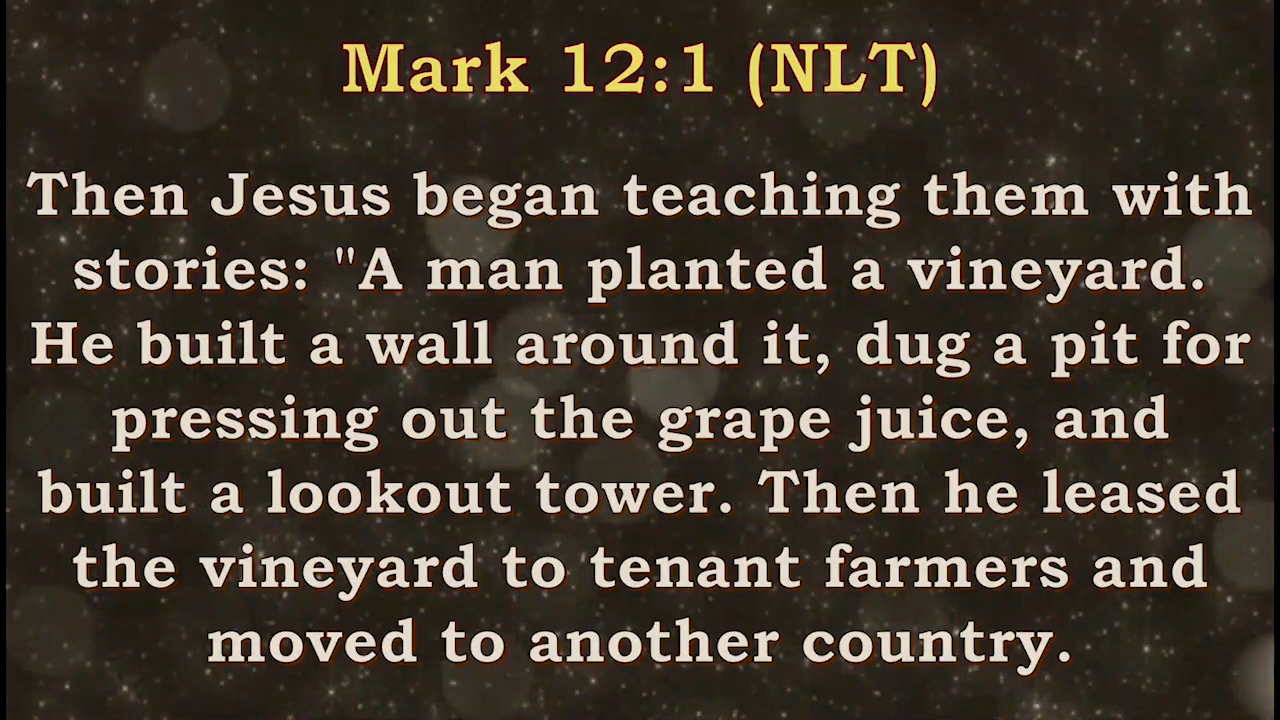 Mark 12:1 (NLT)
Then Jesus began teaching them with
stories: "A man planted a vineyard.
He built a wall around it, dug a pit for
pressing out the grape juice, and
built a lookout tower. Then he leased
the vineyard to tenant farmers and
moved to another country.